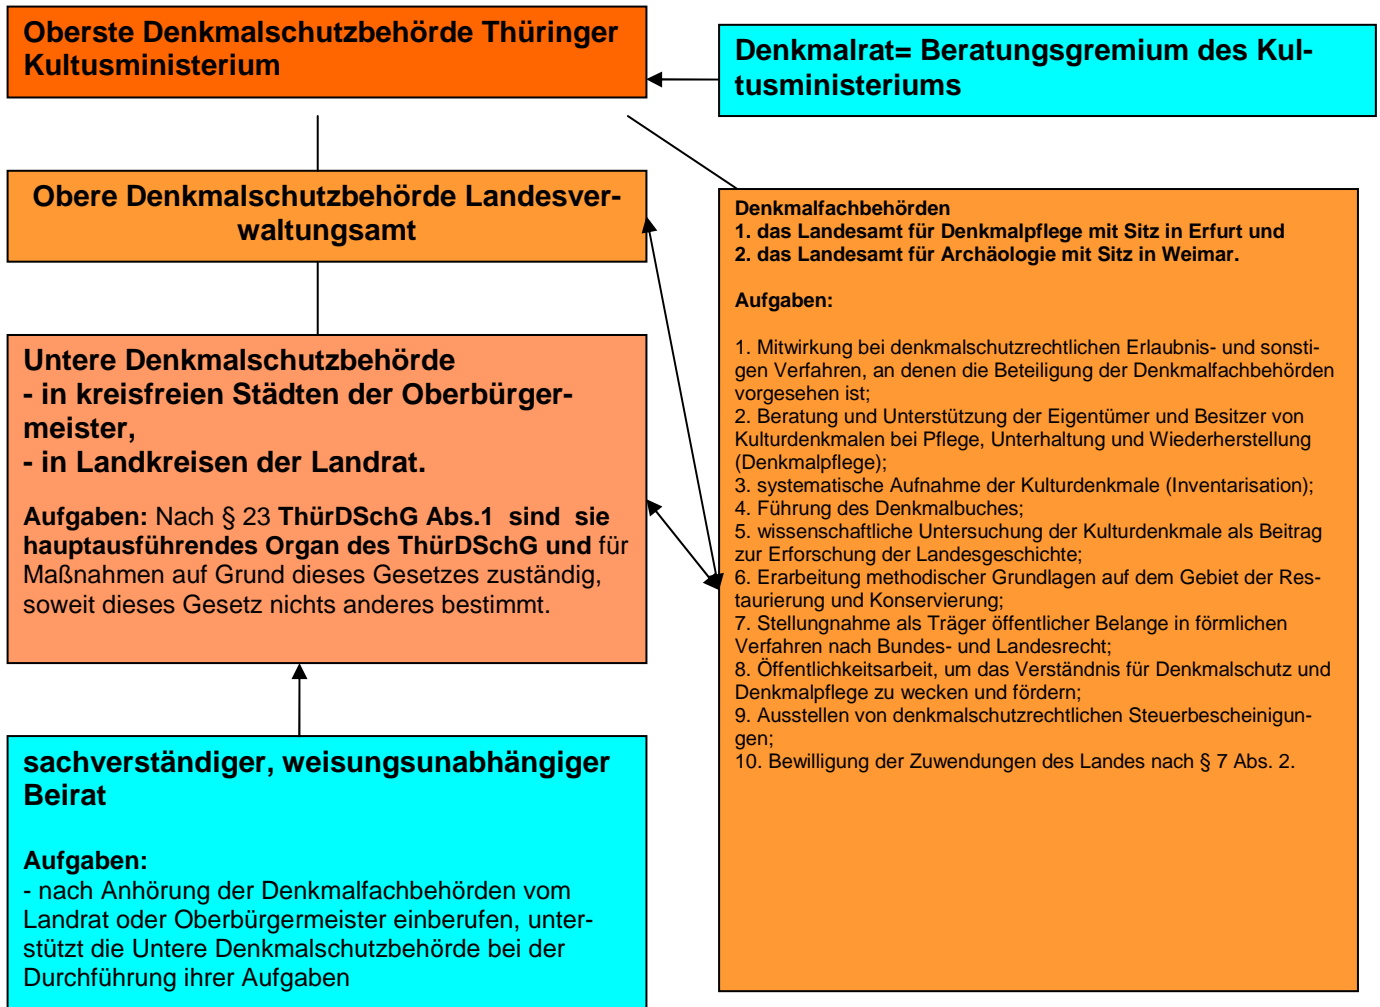 Oberste Denkmalschutzbehörde Thüringer
Kultusministerium
Denkmalrat= Beratungsgremium des Kul-
tusministeriums
Obere Denkmalschutzbehörde Landesver-
waltungsamt
Untere Denkmalschutzbehörde
- in kreisfreien Städten der Oberbürger-
meister,
- in Landkreisen der Landrat.
Aufgaben: Nach § 23 ThürDSchG Abs.1 sind sie
hauptausführendes Organ des ThürDSchG und für
Maßnahmen auf Grund dieses Gesetzes zuständig,
soweit dieses Gesetz nichts anderes bestimmt.
sachverständiger, weisungsunabhängiger
Beirat
Aufgaben:
- nach Anhörung der Denkmalfachbehörden vom
Landrat oder Oberbürgermeister einberufen, unter-
stützt die Untere Denkmalschutzbehörde bei der
Durchführung ihrer Aufgaben
Denkmalfachbehörden
1. das Landesamt für Denkmalpflege mit Sitz in Erfurt und
2. das Landesamt für Archäologie mit Sitz in Weimar.
Aufgaben:
1. Mitwirkung bei denkmalschutzrechtlichen Erlaubnis- und sonsti-
gen Verfahren, an denen die Beteiligung der Denkmalfachbehörden
vorgesehen ist;
2. Beratung und Unterstützung der Eigentümer und Besitzer von
Kulturdenkmalen bei Pflege, Unterhaltung und Wiederherstellung
(Denkmalpflege);
3. systematische Aufnahme der Kulturdenkmale (Inventarisation);
4. Führung des Denkmalbuches;
5. wissenschaftliche Untersuchung der Kulturdenkmale als Beitrag
zur Erforschung der Landesgeschichte;
6. Erarbeitung methodischer Grundlagen auf dem Gebiet der Res-
taurierung und Konservierung;
7. Stellungnahme als Träger öffentlicher Belange in förmlichen
Verfahren nach Bundes- und Landesrecht;
8. Öffentlichkeitsarbeit, um das Verständnis für Denkmalschutz und
Denkmalpflege zu wecken und fördern;
9. Ausstellen von denkmalschutzrechtlichen Steuerbescheinigun-
gen;
10. Bewilligung der Zuwendungen des Landes nach § 7 Abs. 2.